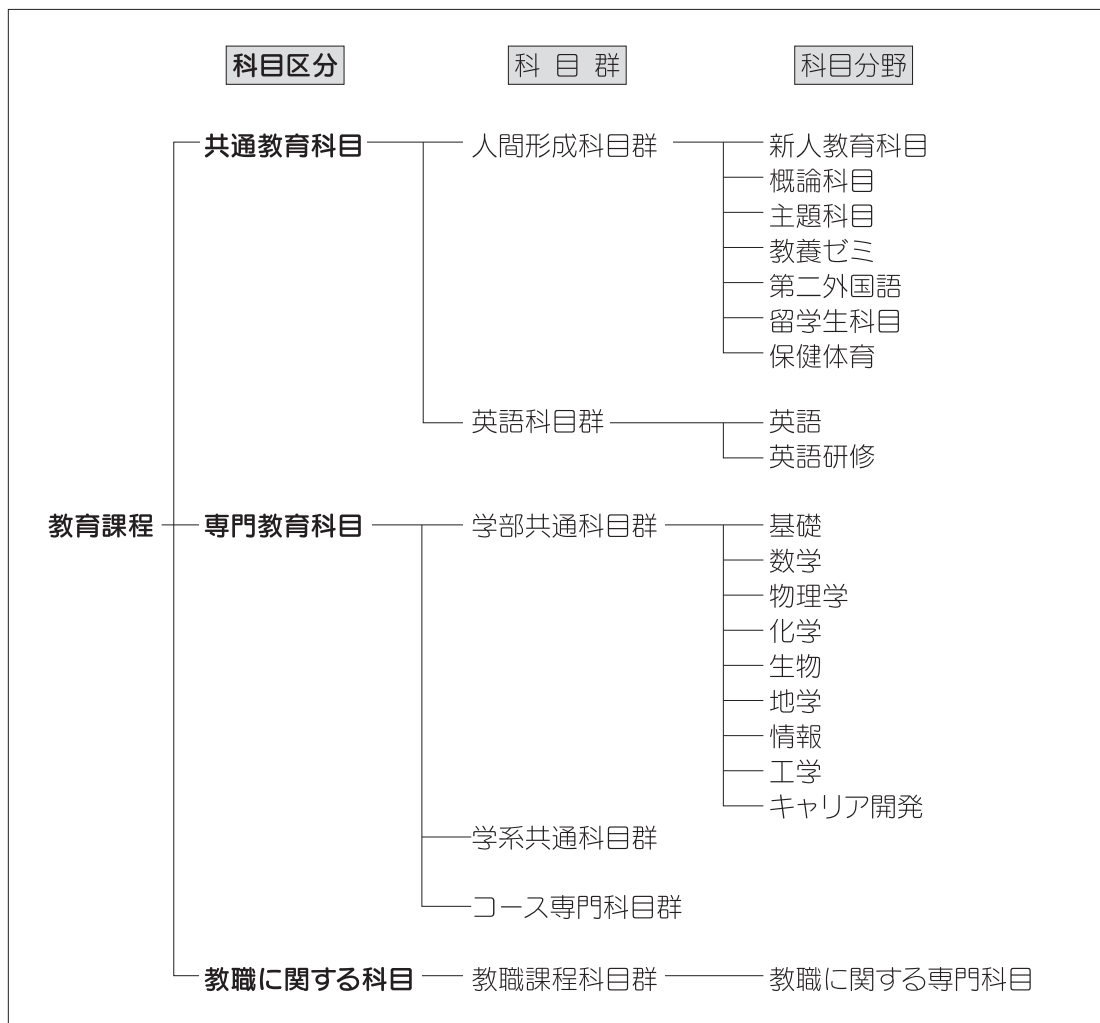 科目区分 科目群 科目分野
共通教育科目 人間形成科目群 新人教育科目
概論科目
主題科目
教養ゼミ
第二外国語
留学生科目
保健体育
英語科目群 英語
英語研修
教育課程 専門教育科目 学部共通科目群 基礎
数学
物理学
化学
生物
地学
情報
工学
キャリア開発
学系共通科目群
コース専門科目群
教職に関する科目 教職課程科目群 教職に関する専門科目